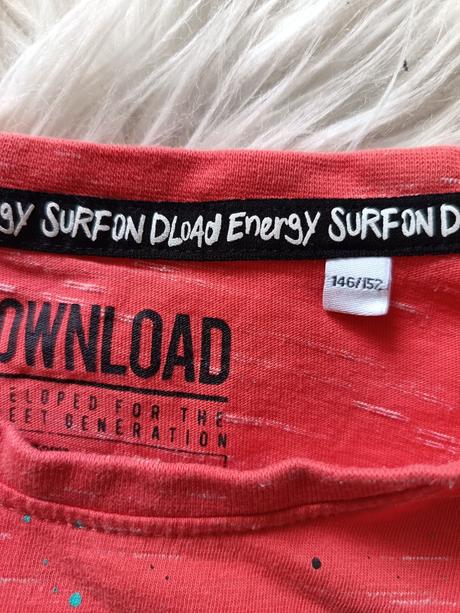 gy SURFON DLOAd Energy SURFON D
146/152
OWNLOAD
ELOPED FOR THE
EET GENERATION